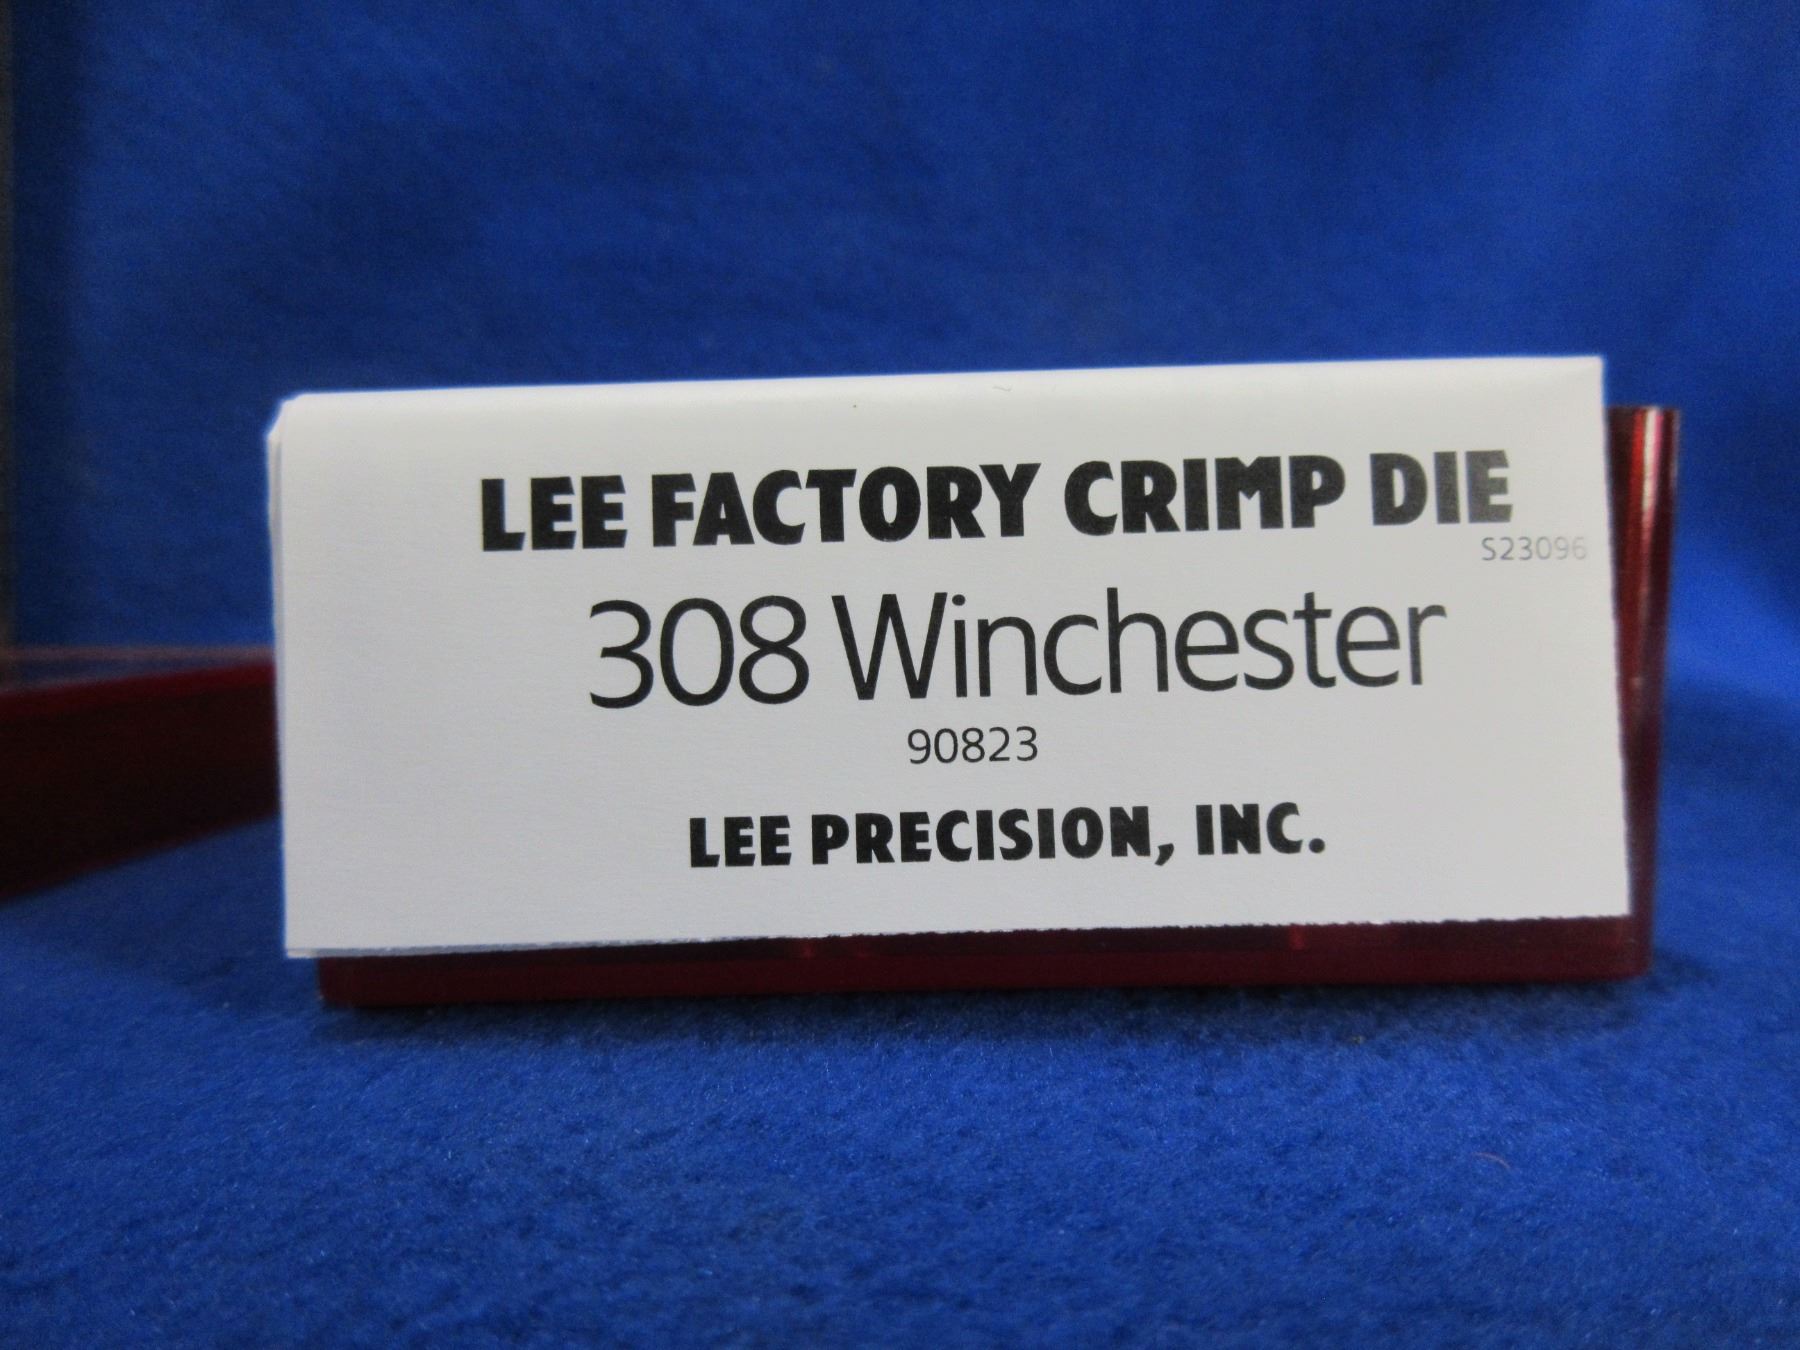 LEE FACTORY CRIMP DIE
S23096
308 Winchester
90823
LEE PRECISION, INC.